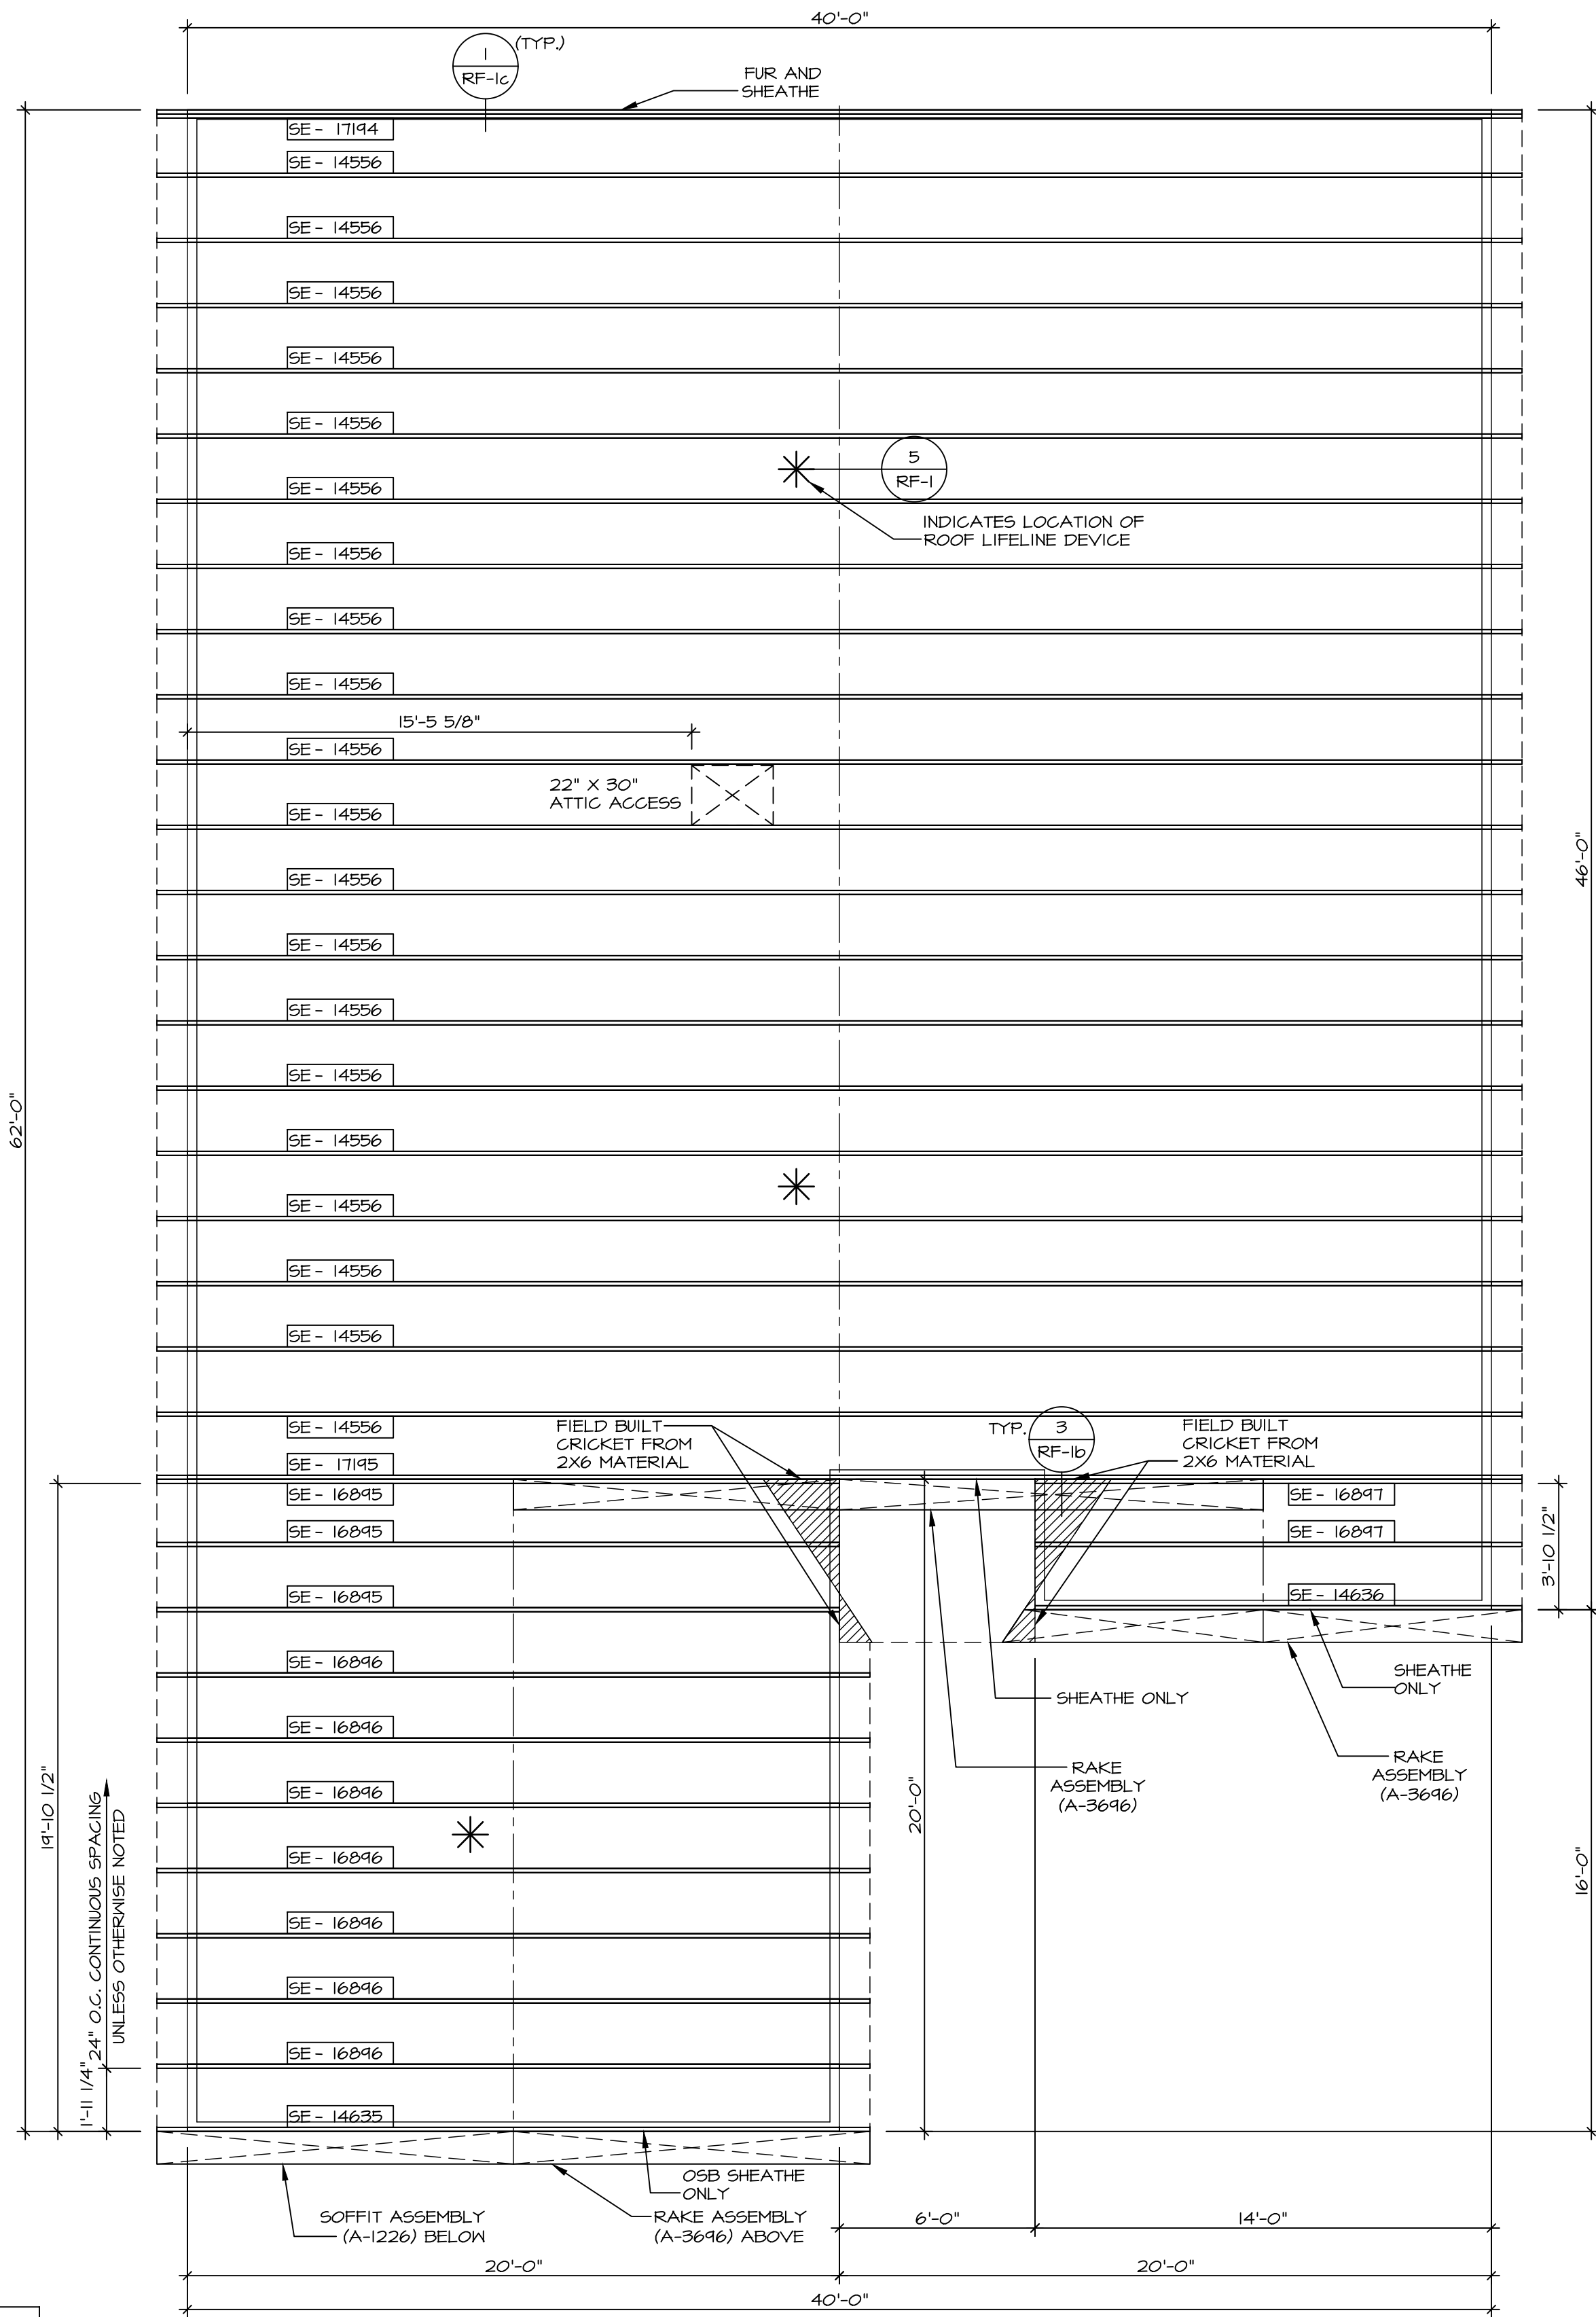 40'-0"
1
RF-1c
(TYP.)
FUR AND
SHEATHE
SE - 17194
SE - 14556
SE - 14556
SE - 14556
SE - 14556
SE - 14556
5
RF-1
SE - 14556
INDICATES LOCATION OF
ROOF LIFELINE DEVICE
SE - 14556
SE - 14556
SE - 14556
15'-5 5/8"
SE - 14556
22" X 30"
ATTIC ACCESS
SE - 14556
46'-0"
SE - 14556
SE - 14556
SE - 14556
SE - 14556
62'-0"
SE - 14556
SE - 14556
SE - 14556
SE - 14556
SE - 14556
FIELD BUILT
CRICKET FROM
2X6 MATERIAL
TYP.
3
RF-1b
FIELD BUILT
CRICKET FROM
2X6 MATERIAL
SE - 17195
SE - 16895
SE - 16897
SE - 16895
SE - 16897
3'-10 1/2"
SE - 16895
SE - 14636
SE - 16896
SHEATHE
ONLY
SHEATHE ONLY
SE - 16896
RAKE
ASSEMBLY
(A-3696)
RAKE
ASSEMBLY
(A-3696)
SE - 16896
19'-10 1/2"
20'-0"
SE - 16896
16'-0"
24" O.C. CONTINUOUS SPACING
UNLESS OTHERWISE NOTED
SE - 16896
SE - 16896
SE - 16896
1'-11 1/4"
SE - 14635
OSB SHEATHE
ONLY
SOFFIT ASSEMBLY
(A-1226) BELOW
RAKE ASSEMBLY
(A-3696) ABOVE
6'-0"
14'-0"
20'-0"
20'-0"
40'-0"